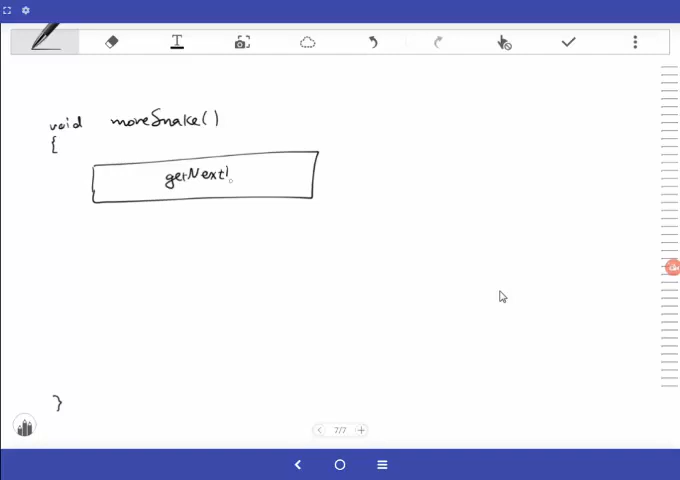 void moveSnake()
{
getNext
}
7/7